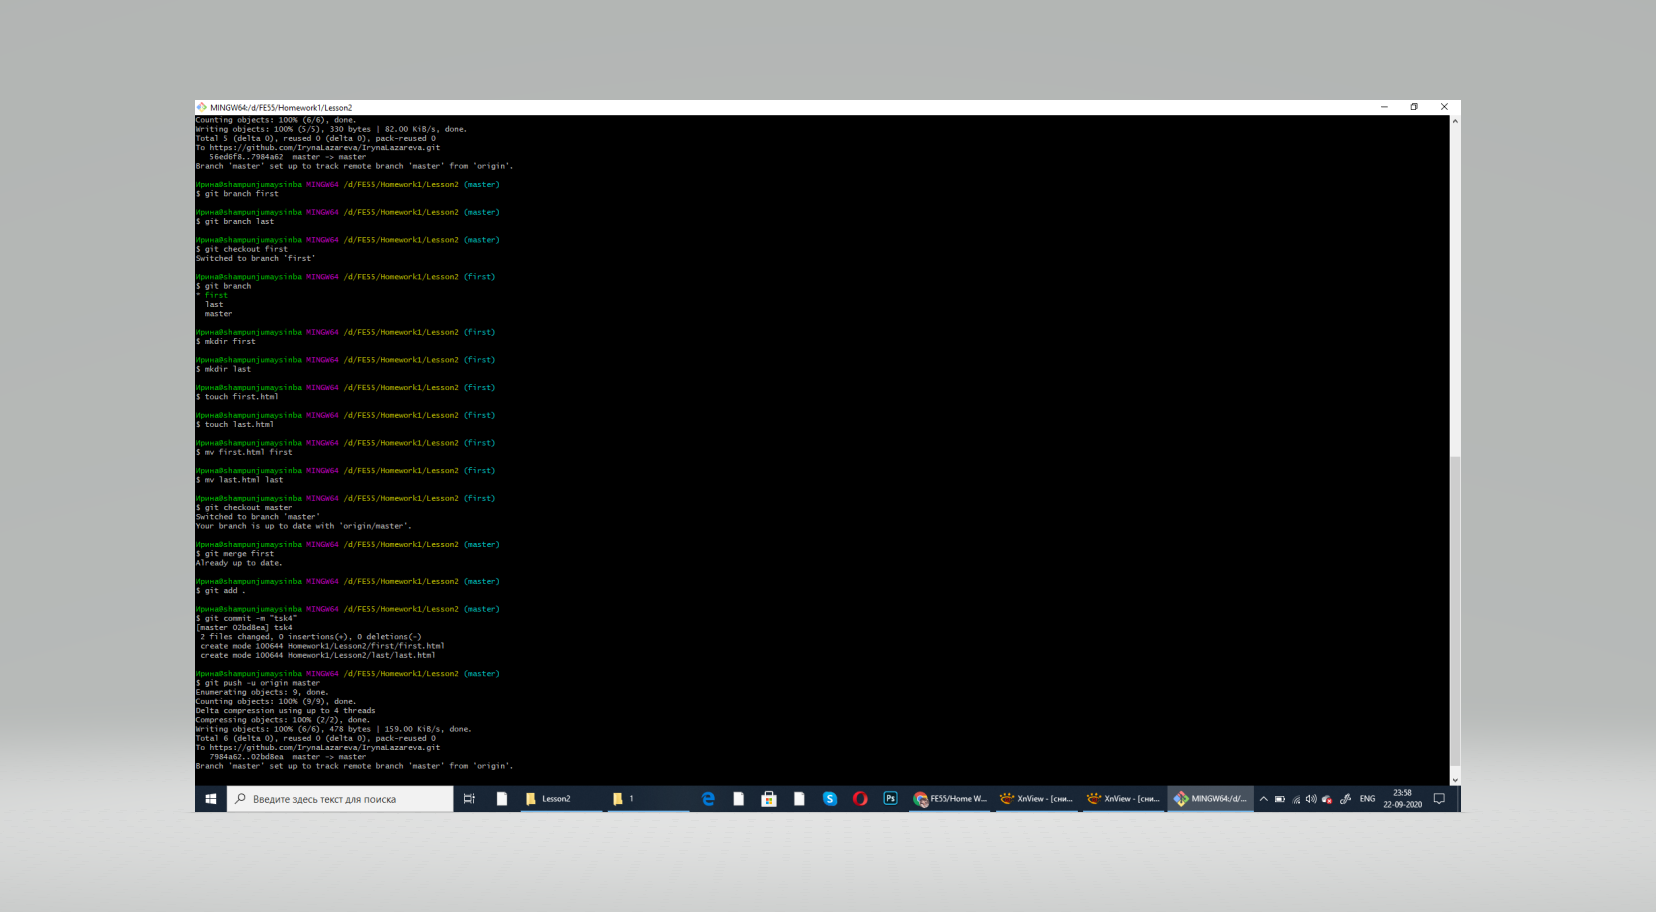 MINGW64:/d/FE55/Homework1/Lesson2
Counting objects: 100% (6/6), done.
Writing objects: 100% (5/5), 330 bytes | 82.00 KiB/s, done.
Total 5 (delta 0), reused 0 (delta 0), pack-reused 0
To https://github.com/IrynaLazareva/IrynaLazareva.git
   56ed6f8..7984a62  master -> master
Branch 'master' set up to track remote branch 'master' from 'origin'.
Ирина@shampunjumaysinba MINGW64 /d/FE55/Homework1/Lesson2 (master)
$ git branch first
Ирина@shampunjumaysinba MINGW64 /d/FE55/Homework1/Lesson2 (master)
$ git branch last
Ирина@shampunjumaysinba MINGW64 /d/FE55/Homework1/Lesson2 (master)
$ git checkout first
Switched to branch 'first'
Ирина@shampunjumaysinba MINGW64 /d/FE55/Homework1/Lesson2 (first)
$ git branch
* first
  last
  master
Ирина@shampunjumaysinba MINGW64 /d/FE55/Homework1/Lesson2 (first)
$ mkdir first
Ирина@shampunjumaysinba MINGW64 /d/FE55/Homework1/Lesson2 (first)
$ mkdir last
Ирина@shampunjumaysinba MINGW64 /d/FE55/Homework1/Lesson2 (first)
$ touch first.html
Ирина@shampunjumaysinba MINGW64 /d/FE55/Homework1/Lesson2 (first)
$ touch last.html
Ирина@shampunjumaysinba MINGW64 /d/FE55/Homework1/Lesson2 (first)
$ mv first.html first
Ирина@shampunjumaysinba MINGW64 /d/FE55/Homework1/Lesson2 (first)
$ mv last.html last
Ирина@shampunjumaysinba MINGW64 /d/FE55/Homework1/Lesson2 (first)
$ git checkout master
Switched to branch 'master'
Your branch is up to date with 'origin/master'.
Ирина@shampunjumaysinba MINGW64 /d/FE55/Homework1/Lesson2 (master)
$ git merge first
Already up to date.
Ирина@shampunjumaysinba MINGW64 /d/FE55/Homework1/Lesson2 (master)
$ git add .
Ирина@shampunjumaysinba MINGW64 /d/FE55/Homework1/Lesson2 (master)
$ git commit -m "tsk4"
[master 02bd8ea] tsk4
 2 files changed, 0 insertions(+), 0 deletions(-)
 create mode 100644 Homework1/Lesson2/first/first.html
 create mode 100644 Homework1/Lesson2/last/last.html
Ирина@shampunjumaysinba MINGW64 /d/FE55/Homework1/Lesson2 (master)
$ git push -u origin master
Enumerating objects: 9, done.
Counting objects: 100% (9/9), done.
Delta compression using up to 4 threads
Compressing objects: 100% (2/2), done.
Writing objects: 100% (6/6), 478 bytes | 159.00 KiB/s, done.
Total 6 (delta 0), reused 0 (delta 0), pack-reused 0
To https://github.com/IrynaLazareva/IrynaLazareva.git
   7984a62..02bd8ea  master -> master
Branch 'master' set up to track remote branch 'master' from 'origin'.
Введите здесь текст для поиска Lesson2 1 S Ps FE55/Home W... XnView - [сни... XnView - [сни... MINGW64:/d/... ENG 23:58
22-09-2020